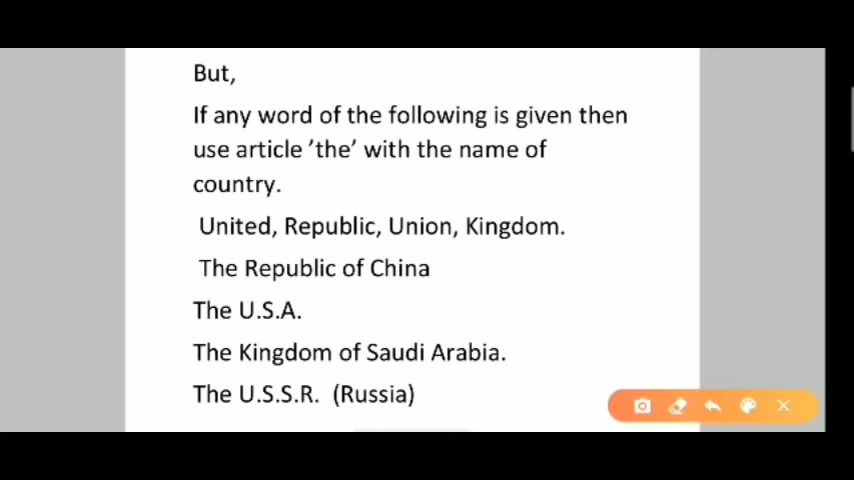 But,
If any word of the following is given then
use article ’the’ with the name of
country.
United, Republic, Union, Kingdom.
The Republic of China
The U.S.A.
The Kingdom of Saudi Arabia.
The U.S.S.R. (Russia)